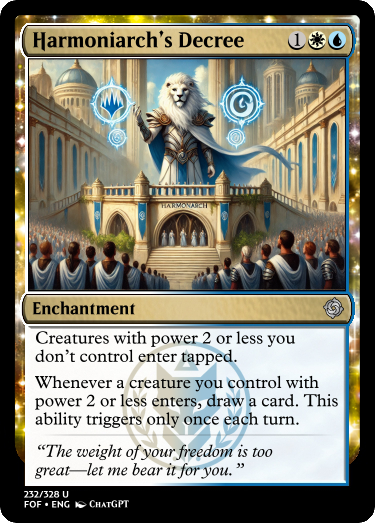 Harmoniarch's Decree 1
HARMONARCH
Enchantment
Creatures with power 2 or less you
don't control enter tapped.
Whenever a creature you control with
power 2 or less enters, draw a card. This
ability triggers only once each turn.
"The weight of your freedom is too
great—let me bear it for you."
232/328 U
FOF • ENG ChatGPT